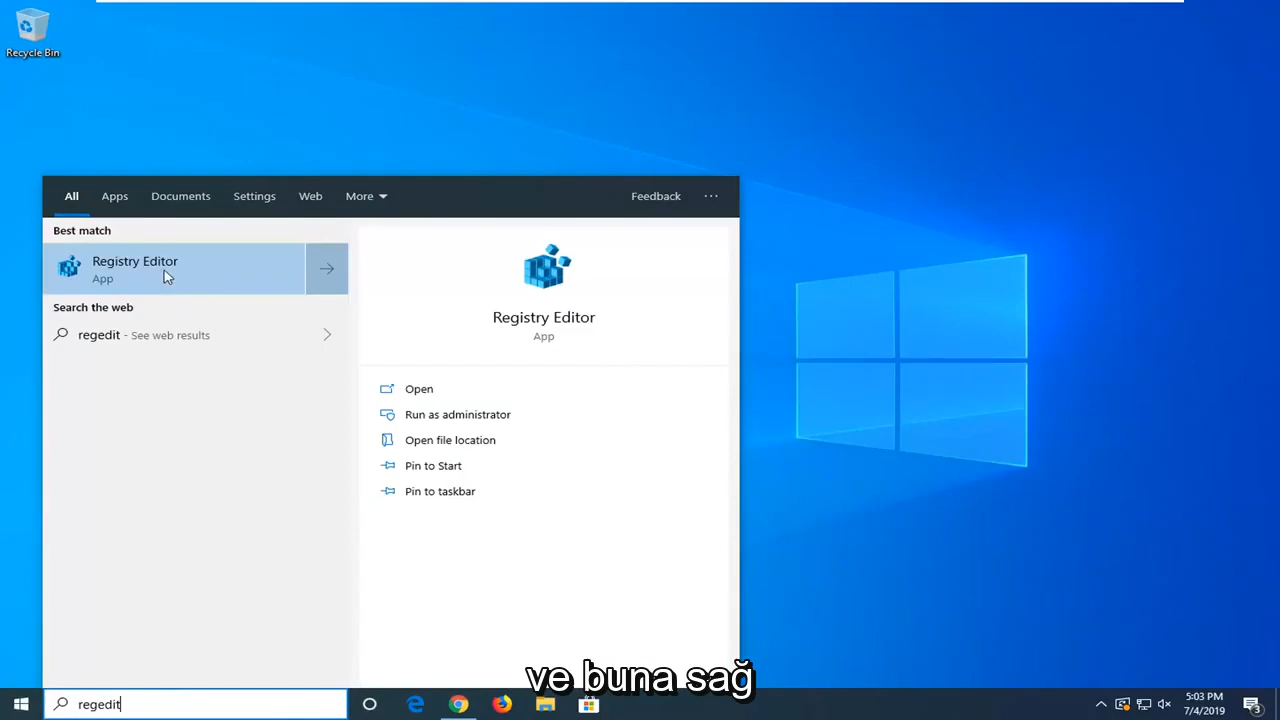 Recycle Bin
All Apps Documents Settings Web More Feedback ...
Best match
Registry Editor
App
Search the web
regedit - See web results
Registry Editor
App
Open
Run as administrator
Open file location
Pin to Start
Pin to taskbar
ve buna sağ
regedit
5:03 PM
7/4/2019
3